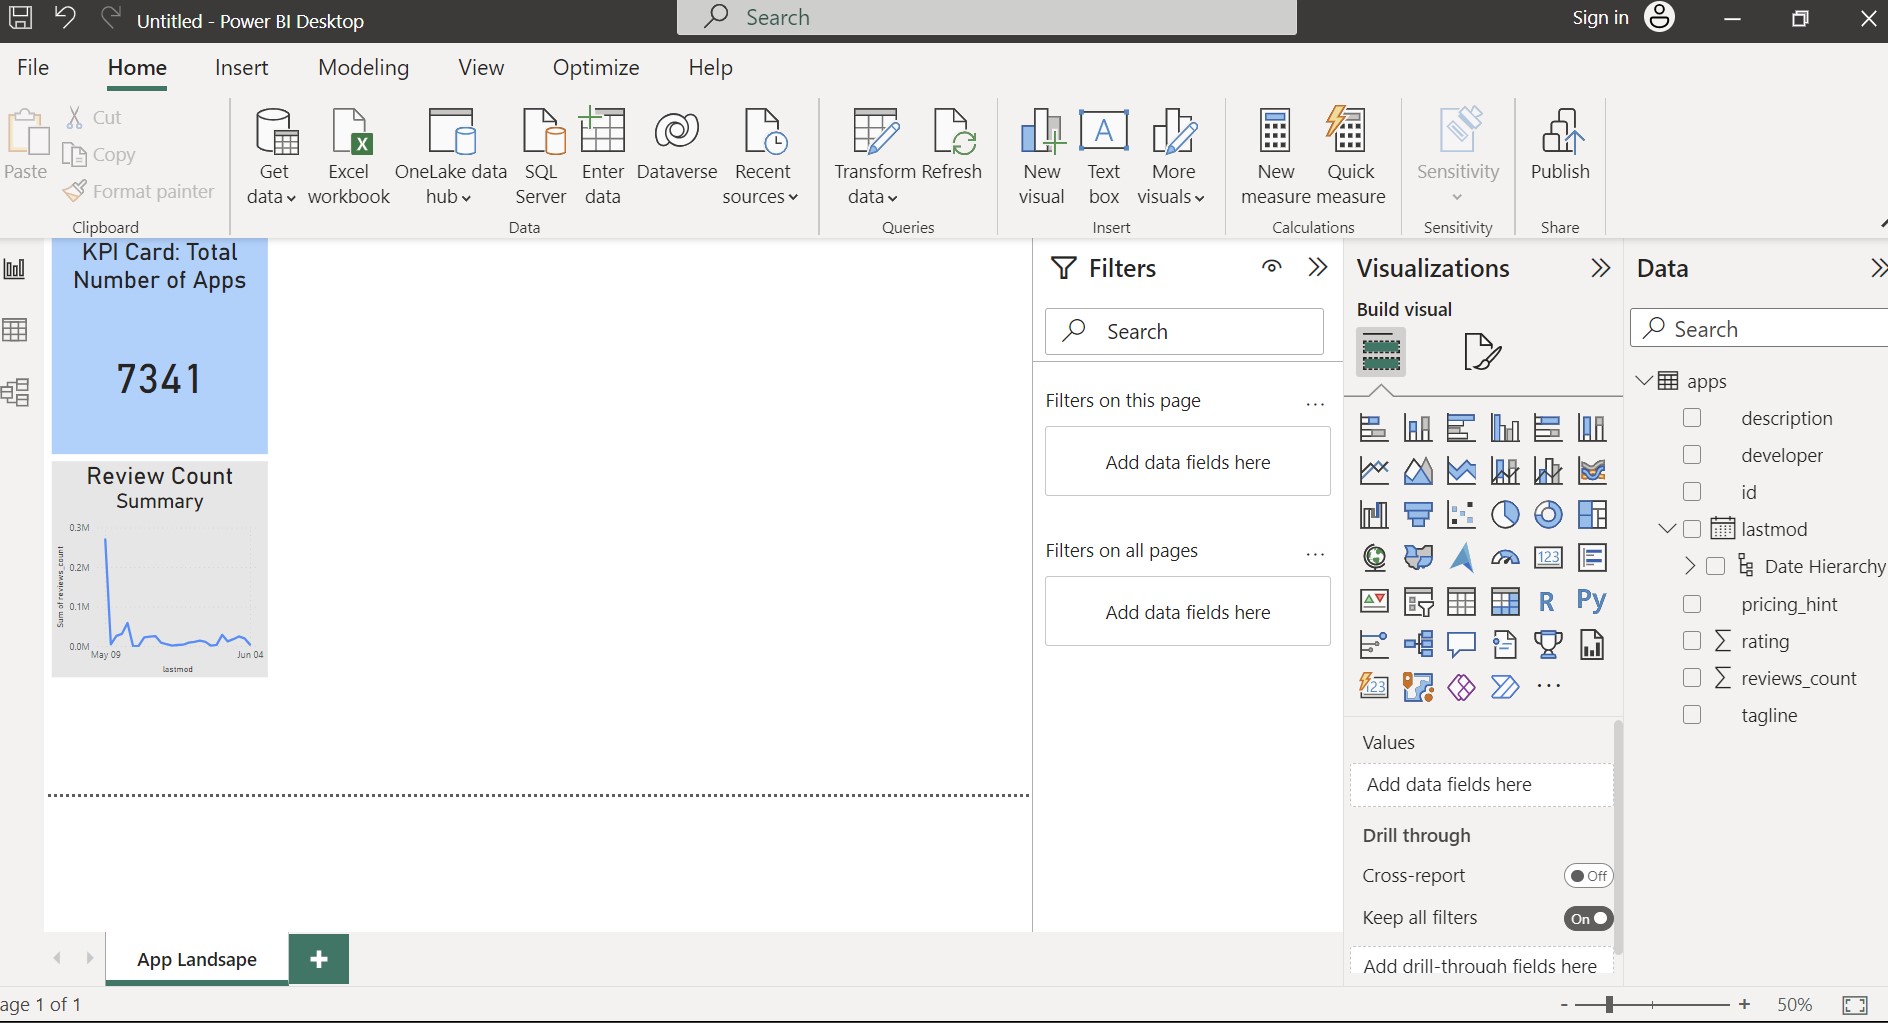 Untitled - Power BI Desktop
Search
Sign in
File Home Insert Modeling View Optimize Help
Paste
Cut
Copy
Format painter
Clipboard
Get
data
Excel
workbook
OneLake data
hub
SQL
Server
Enter
data
Dataverse
Recent
sources
Data
Transform
data
Refresh
Queries
New
visual
Text
box
More
visuals
Insert
New
measure
Quick
measure
Calculations
Sensitivity
Sensitivity
Publish
Share
KPI Card: Total
Number of Apps
7341
Review Count
Summary
Sum of reviews_count
0.3M
0.2M
0.1M
0.0M
May 09
Jun 04
lastmod
Filters
Search
Filters on this page
...
Add data fields here
Filters on all pages
...
Add data fields here
Visualizations
Build visual
123
R
Py
123
...
Values
Add data fields here
Drill through
Cross-report
Off
Keep all filters
On
Add drill-through fields here
Data
Search
apps
description
developer
id
lastmod
Date Hierarchy
pricing_hint
∑ rating
∑ reviews_count
tagline
App Landsape
+
age 1 of 1
- + 50%